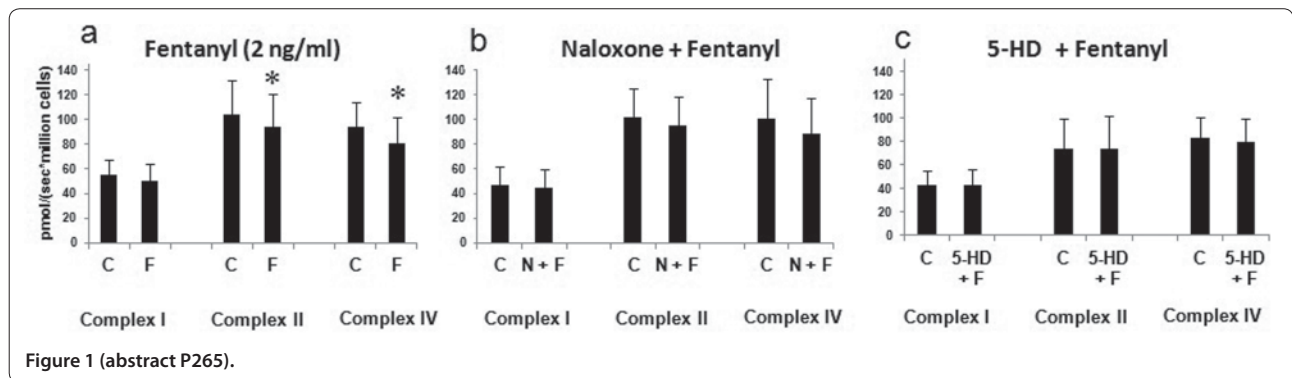 a
Fentanyl (2 ng/ml)
pmol/(sec*million cells)
140
120
100
80
60
40
20
0
*
*
C F C F C F
Complex I Complex II Complex IV
b
Naloxone + Fentanyl
140
120
100
80
60
40
20
0
C N + F C N + F C N + F
Complex I Complex II Complex IV
c
5-HD + Fentanyl
140
120
100
80
60
40
20
0
C 5-HD C 5-HD C 5-HD
+ F + F + F
Complex I Complex II Complex IV
Figure 1 (abstract P265).